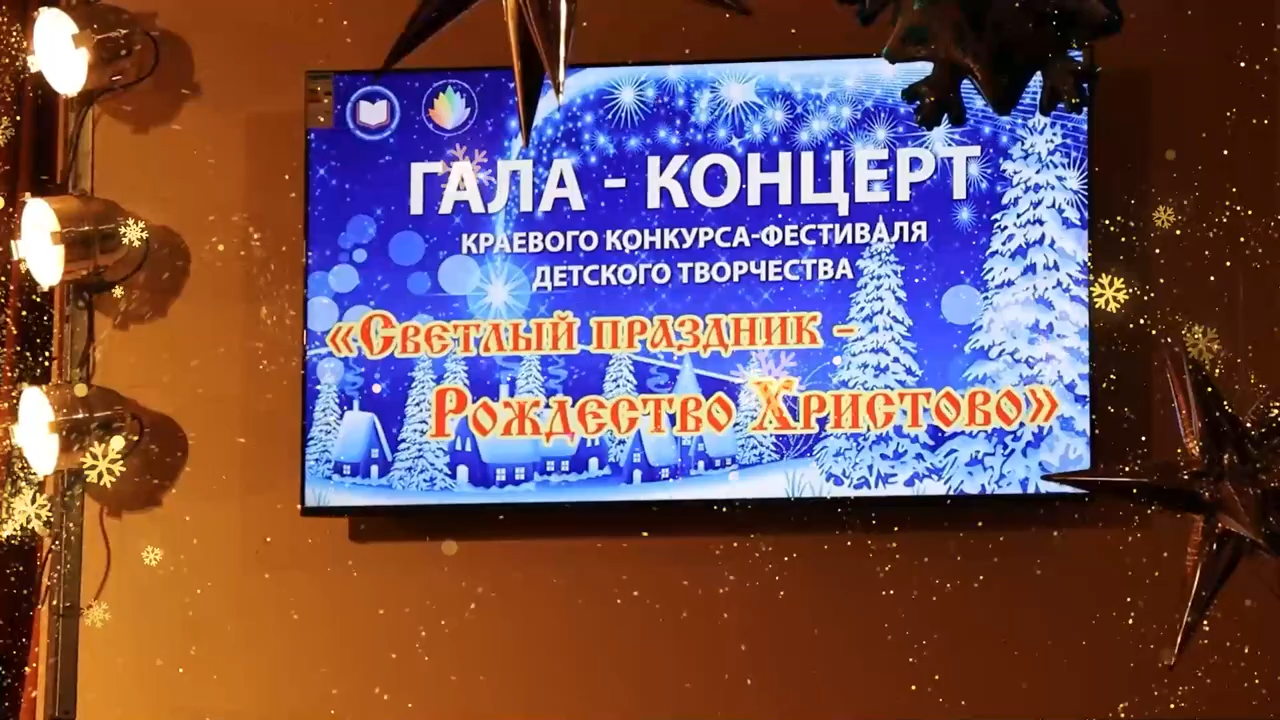 ГАЛА - КОНЦЕРТ
КРАЕВОГО КОНКУРСА-ФЕСТИВАЛЯ
ДЕТСКОГО ТВОРЧЕСТВА
«Светлый праздник -
Рождество Христово»